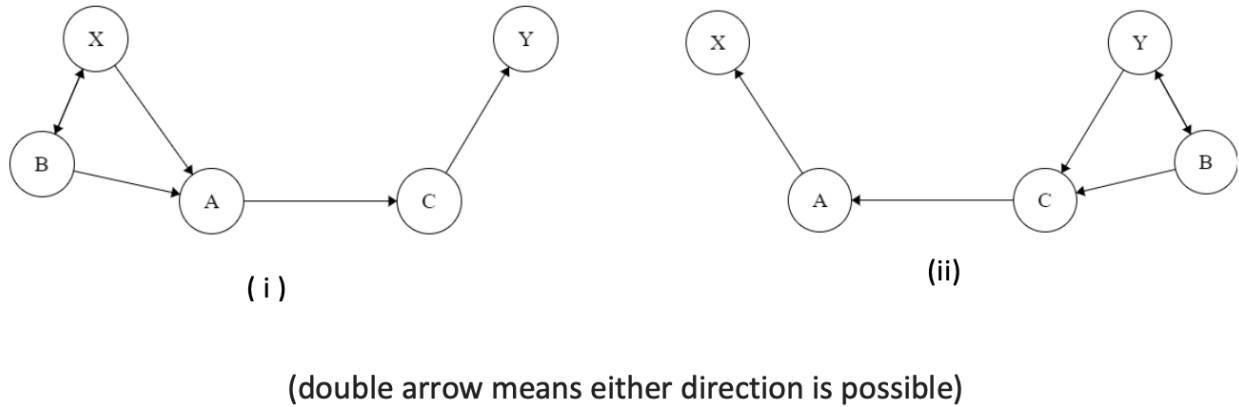 X Y X Y
B B
A C A C
( i ) (ii)
(double arrow means either direction is possible)